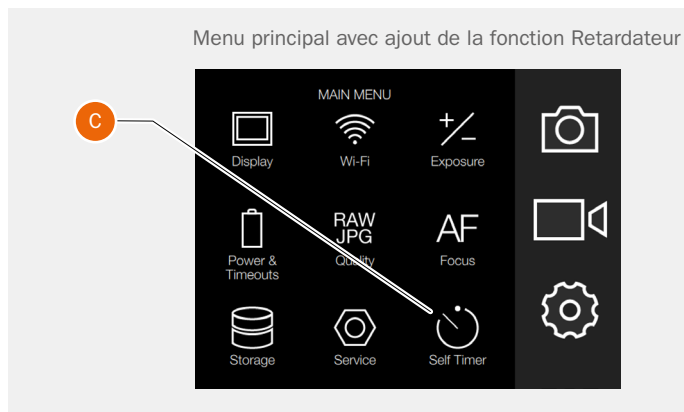 Menu principal avec ajout de la fonction Retardateur
C
MAIN MENU
Display
Wi-Fi
Exposure
RAW
JPG
AF
Power &
Timeouts
Quality
Focus
Storage
Service
Self Timer